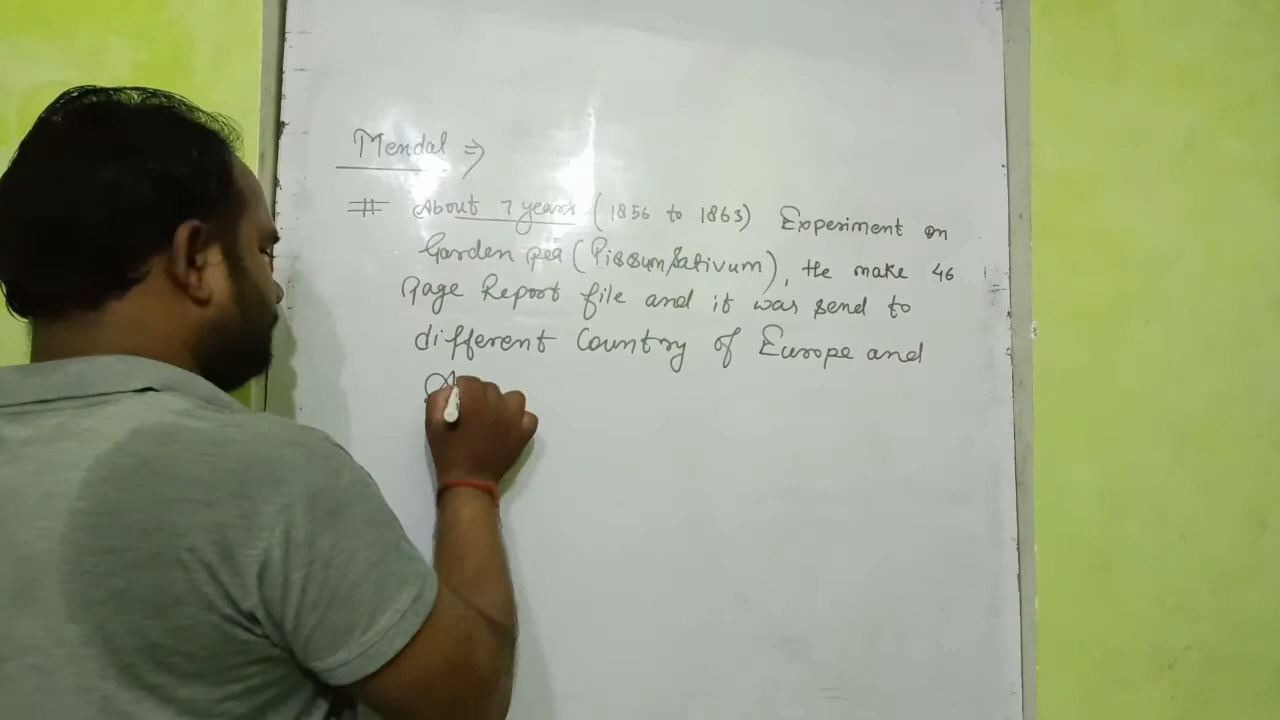 Mendal ⇒
# About 7 years (1856 to 1863) Experiment on
Garden pea (Pissum Sativum), He make 46
Page Report file and it was send to
different Country of Europe and